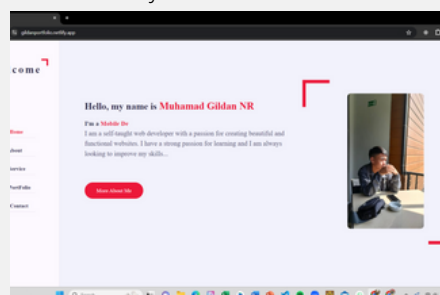 gildanportfolio.netlify.app
come
Hello, my name is Muhamad Gildan NR
I'm a Mobile De
I am a self-taught web developer with a passion for creating beautiful and
functional websites. I have a strong passion for learning and I am always
looking to improve my skills...
More About Me
Home
About
Service
Portfolio
Contact